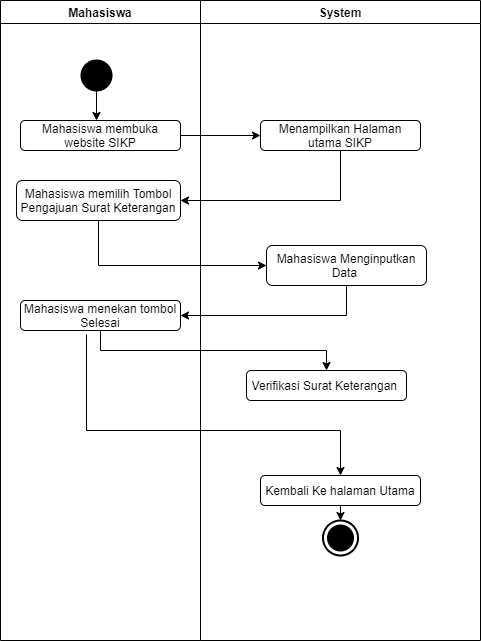 Mahasiswa
System
Mahasiswa membuka
website SIKP
Menampilkan Halaman
utama SIKP
Mahasiswa memilih Tombol
Pengajuan Surat Keterangan
Mahasiswa Menginputkan
Data
Mahasiswa menekan tombol
Selesai
Verifikasi Surat Keterangan
Kembali Ke halaman Utama